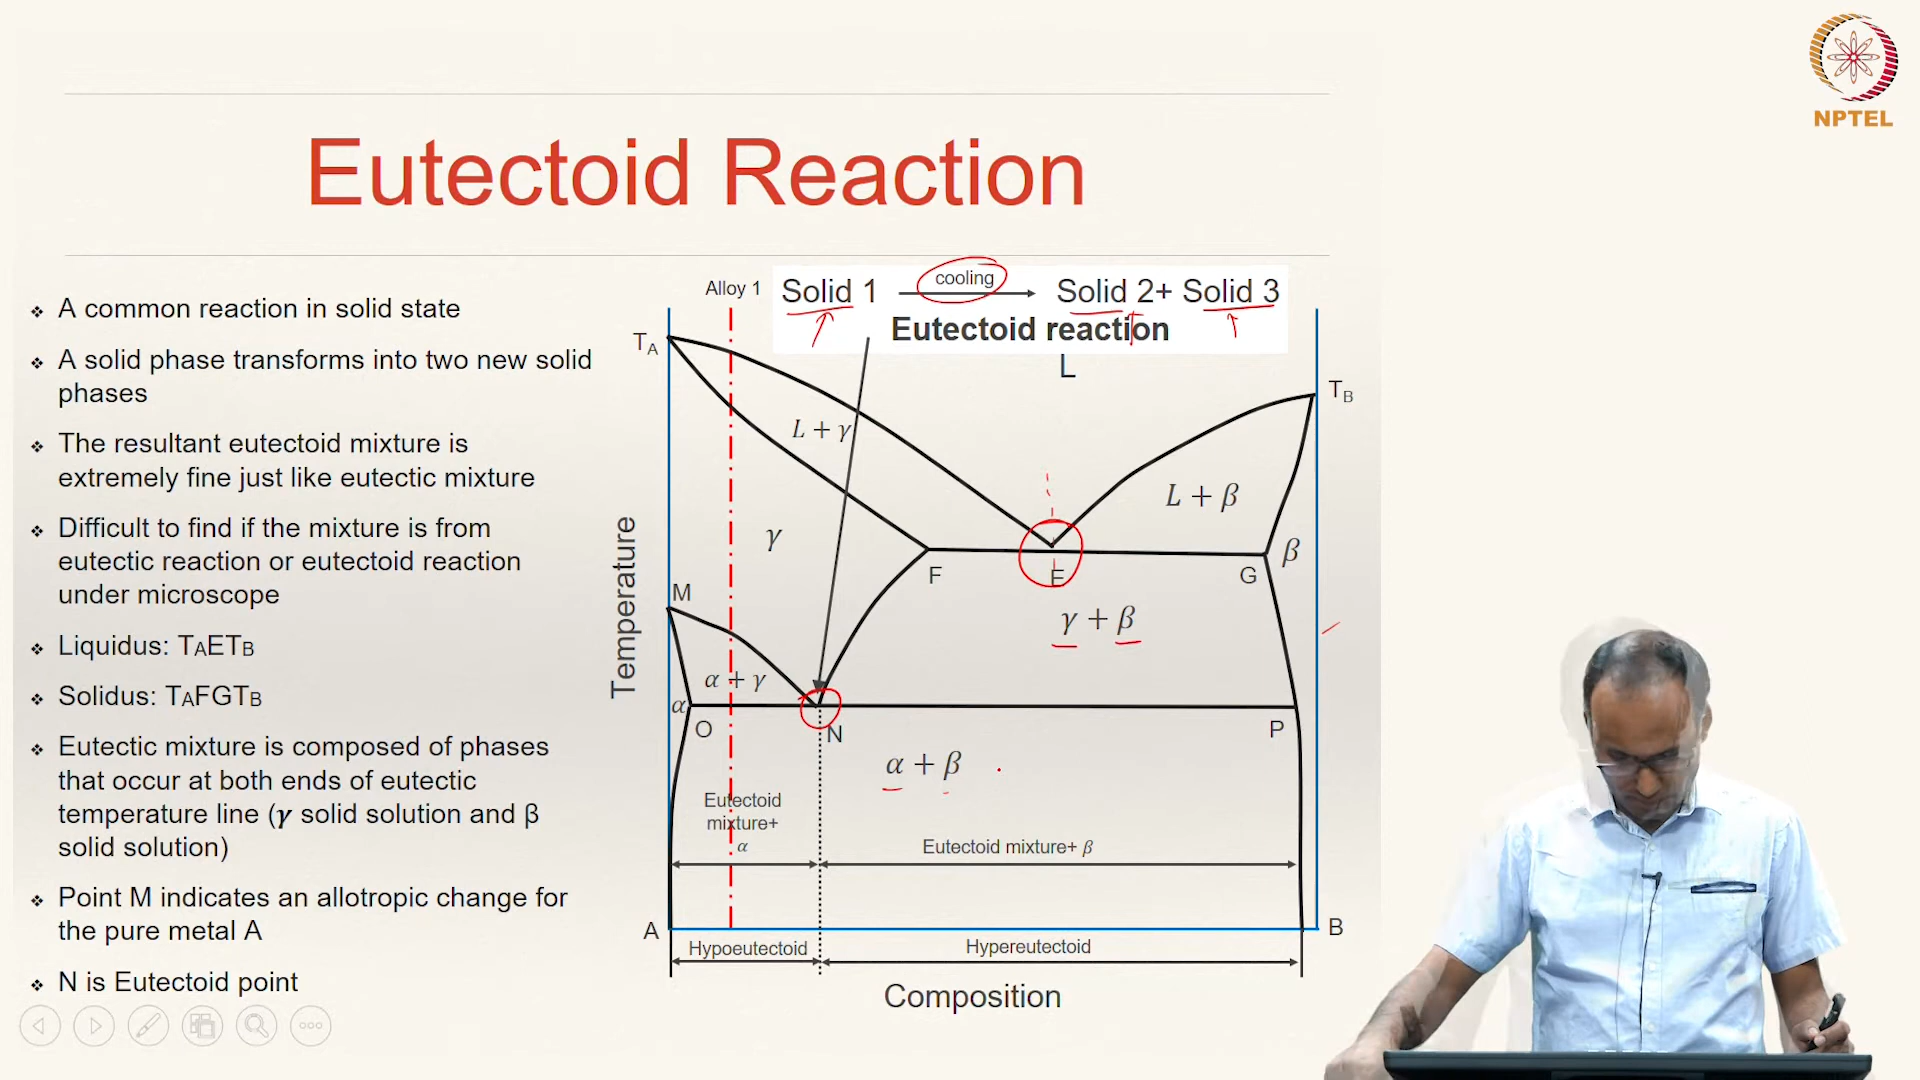 NPTEL
Eutectoid Reaction
❖ A common reaction in solid state
❖ A solid phase transforms into two new solid
phases
❖ The resultant eutectoid mixture is
extremely fine just like eutectic mixture
❖ Difficult to find if the mixture is from
eutectic reaction or eutectoid reaction
under microscope
❖ Liquidus: TAETB
❖ Solidus: TAFGTB
❖ Eutectic mixture is composed of phases
that occur at both ends of eutectic
temperature line (γ solid solution and β
solid solution)
❖ Point M indicates an allotropic change for
the pure metal A
❖ N is Eutectoid point
Alloy 1
Solid 1 cooling Solid 2+ Solid 3
Eutectoid reaction
L
TA
TB
L + γ
L + β
γ
β
F
E
G
M
γ + β
α + γ
α
O
N
P
α + β
Eutectoid
mixture+
α
Eutectoid mixture+ β
A
B
Hypoeutectoid
Hypereutectoid
Temperature
Composition